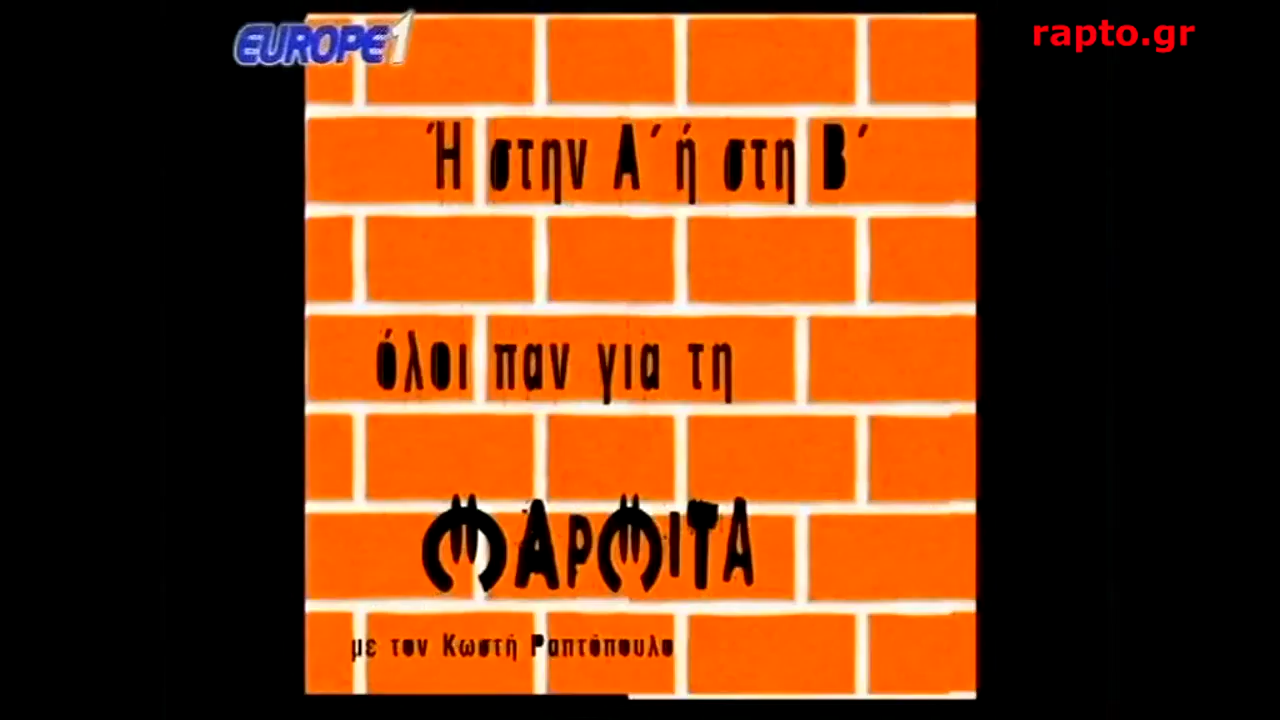 EUROPE 1
rapto.gr
Ή στην Α΄ ή στη Β΄
όλοι παν για τη
ΜΑΡΜΙΤΑ
με τον Κωστή Ραπτόπουλο